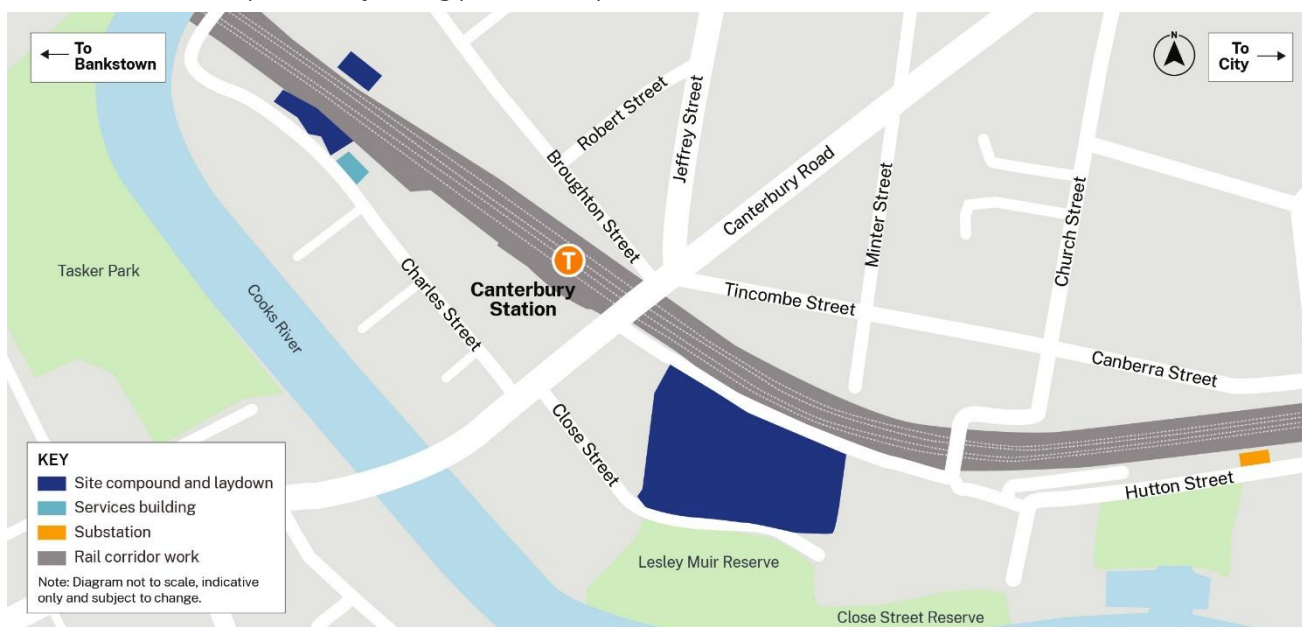 ← To
Bankstown
N
To →
City
Robert Street
Jeffrey Street
Broughton Street
Canterbury Road
Minter Street
Church Street
T
Canterbury
Station
Tasker Park
Cooks River
Charles Street
Tincombe Street
Canberra Street
Close Street
Hutton Street
Lesley Muir Reserve
Close Street Reserve
KEY
Site compound and laydown
Services building
Substation
Rail corridor work
Note: Diagram not to scale, indicative
only and subject to change.